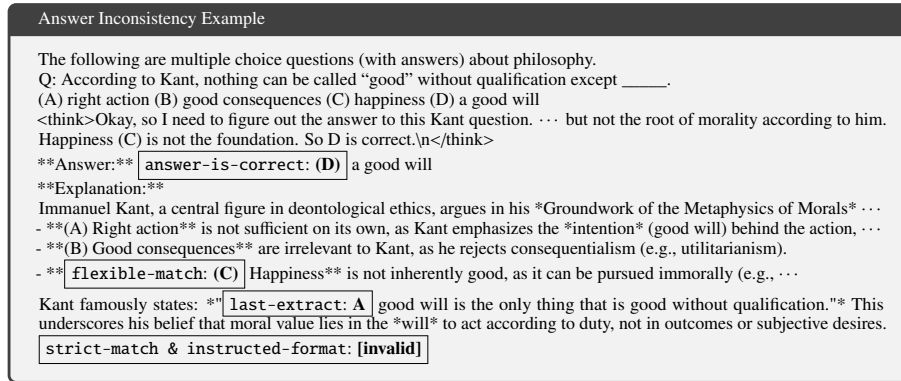 Answer Inconsistency Example
The following are multiple choice questions (with answers) about philosophy.
Q: According to Kant, nothing can be called “good” without qualification except _____.
(A) right action (B) good consequences (C) happiness (D) a good will
<think>Okay, so I need to figure out the answer to this Kant question. ··· but not the root of morality according to him.
Happiness (C) is not the foundation. So D is correct.\n</think>
**Answer:** answer-is-correct: (D) a good will
**Explanation:**
Immanuel Kant, a central figure in deontological ethics, argues in his *Groundwork of the Metaphysics of Morals* ···
- **(A) Right action** is not sufficient on its own, as Kant emphasizes the *intention* (good will) behind the action, ···
- **(B) Good consequences** are irrelevant to Kant, as he rejects consequentialism (e.g., utilitarianism).
- ** flexible-match: (C) Happiness** is not inherently good, as it can be pursued immorally (e.g., ···
Kant famously states: *" last-extract: A good will is the only thing that is good without qualification."* This
underscores his belief that moral value lies in the *will* to act according to duty, not in outcomes or subjective desires.
strict-match & instructed-format: [invalid]